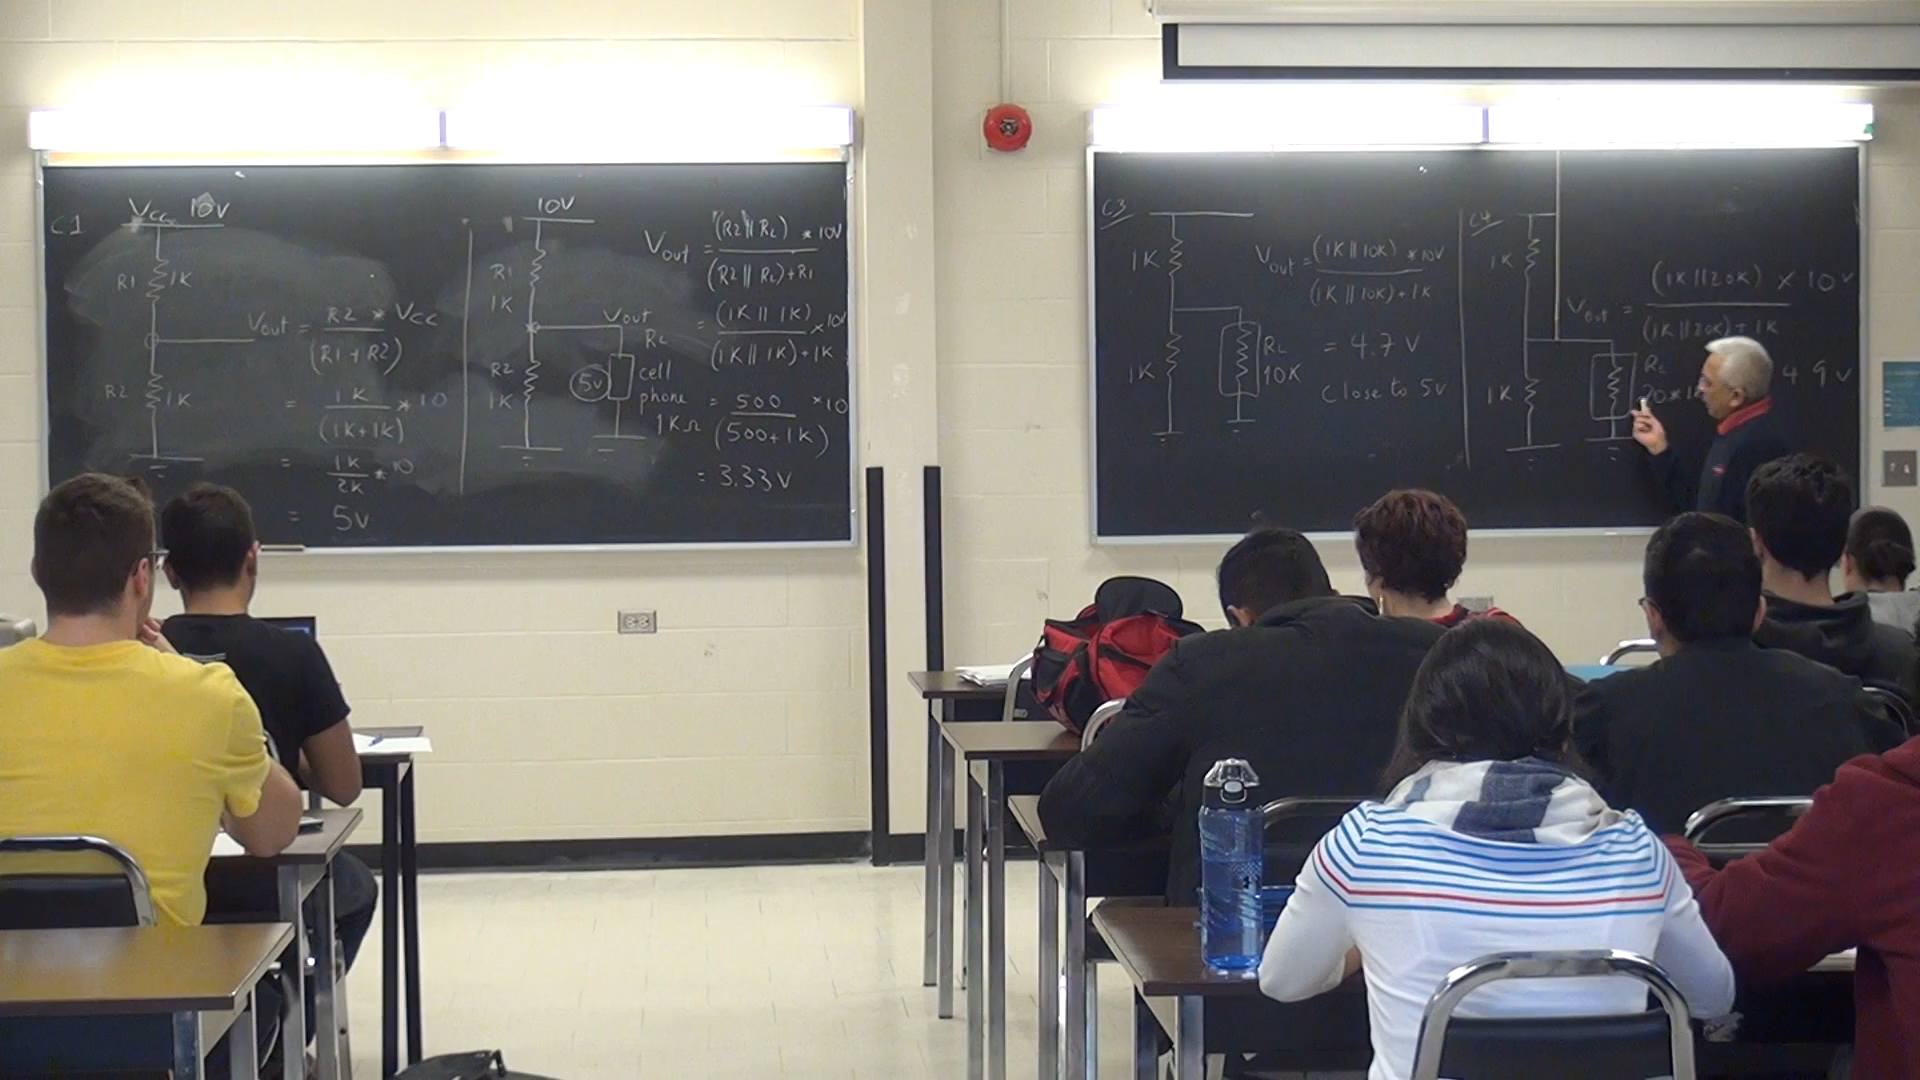 C1
Vcc 10V
R1 1K
Vout = R2 * Vcc
(R1 + R2)
R2 1K
= 1K * 10
(1K+1K)
= 1K * 10
2K
= 5V
10V
R1
1K
Vout
R2
1K
5V
RL
cell
phone
1KΩ
Vout = (R2 || RL) * 10V
(R2 || RL) + R1
= (1K || 1K) × 10V
(1K || 1K) + 1K
= 500 × 10
(500 + 1K)
= 3.33V
C3
1K
1K
RL
10K
Vout = (1K || 10K) * 10V
(1K || 10K) + 1K
= 4.7 V
Close to 5V
C4
1K
1K
RL
Vout = (1K || 20K) × 10V
(1K || 20K) + 1K
4 9 V